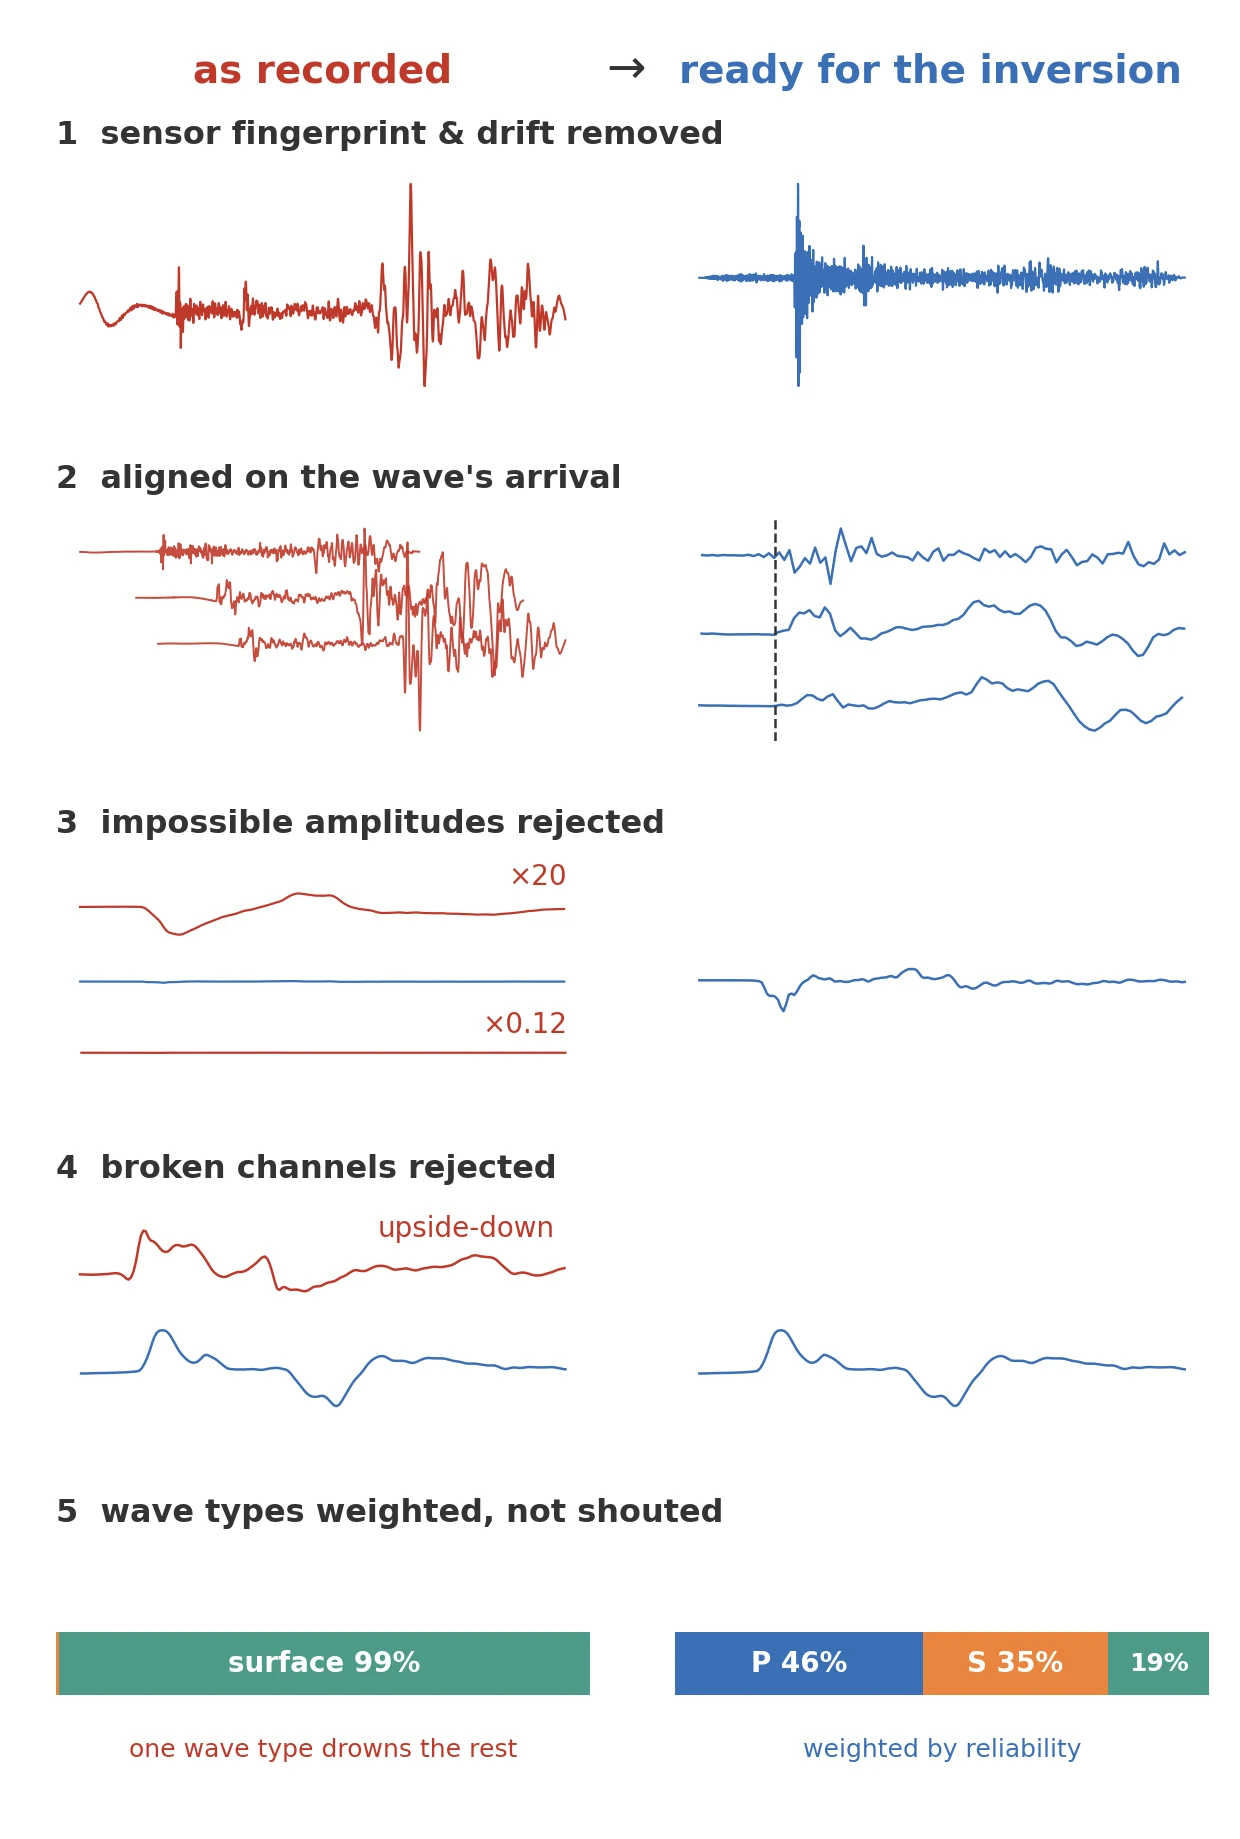 as recorded → ready for the inversion
1 sensor fingerprint & drift removed
2 aligned on the wave's arrival
3 impossible amplitudes rejected
×20
×0.12
4 broken channels rejected
upside-down
5 wave types weighted, not shouted
surface 99%
P 46% S 35% 19%
one wave type drowns the rest
weighted by reliability